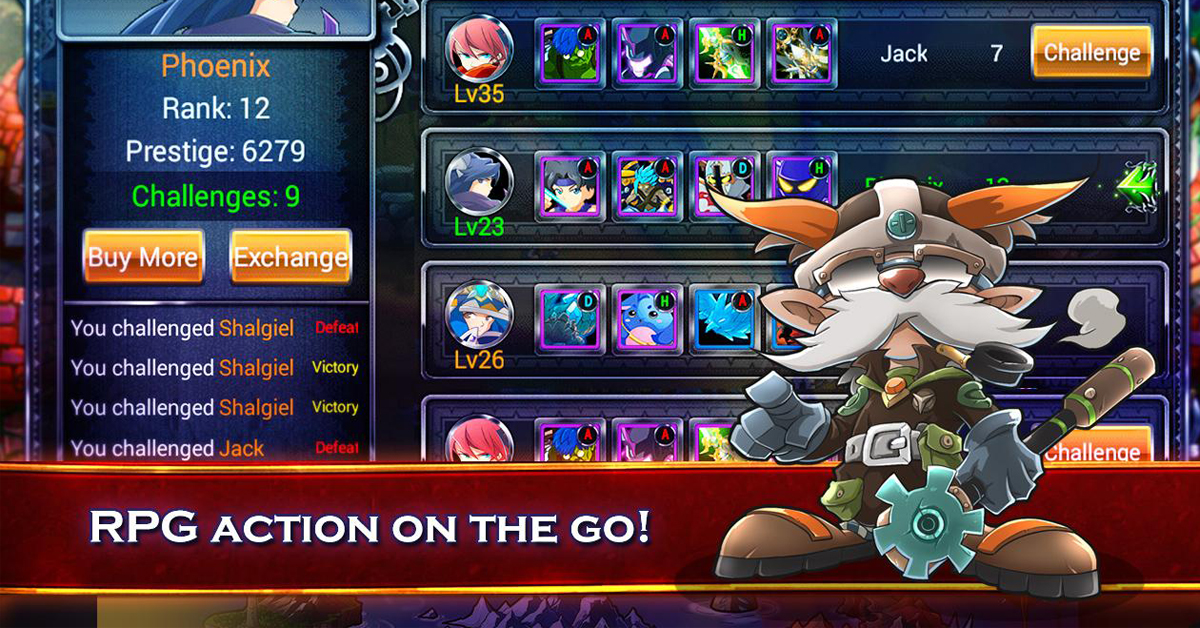 Phoenix
Rank: 12
Prestige: 6279
Challenges: 9
Buy More
Exchange
You challenged Shalgiel Defeat
You challenged Shalgiel Victory
You challenged Shalgiel Victory
You challenged Jack Defeat
A
A
H
A
Lv35
Jack 7
Challenge
A
A
D
H
Lv23
12
D
H
A
Lv26
A
A
Challenge
RPG ACTION ON THE GO!